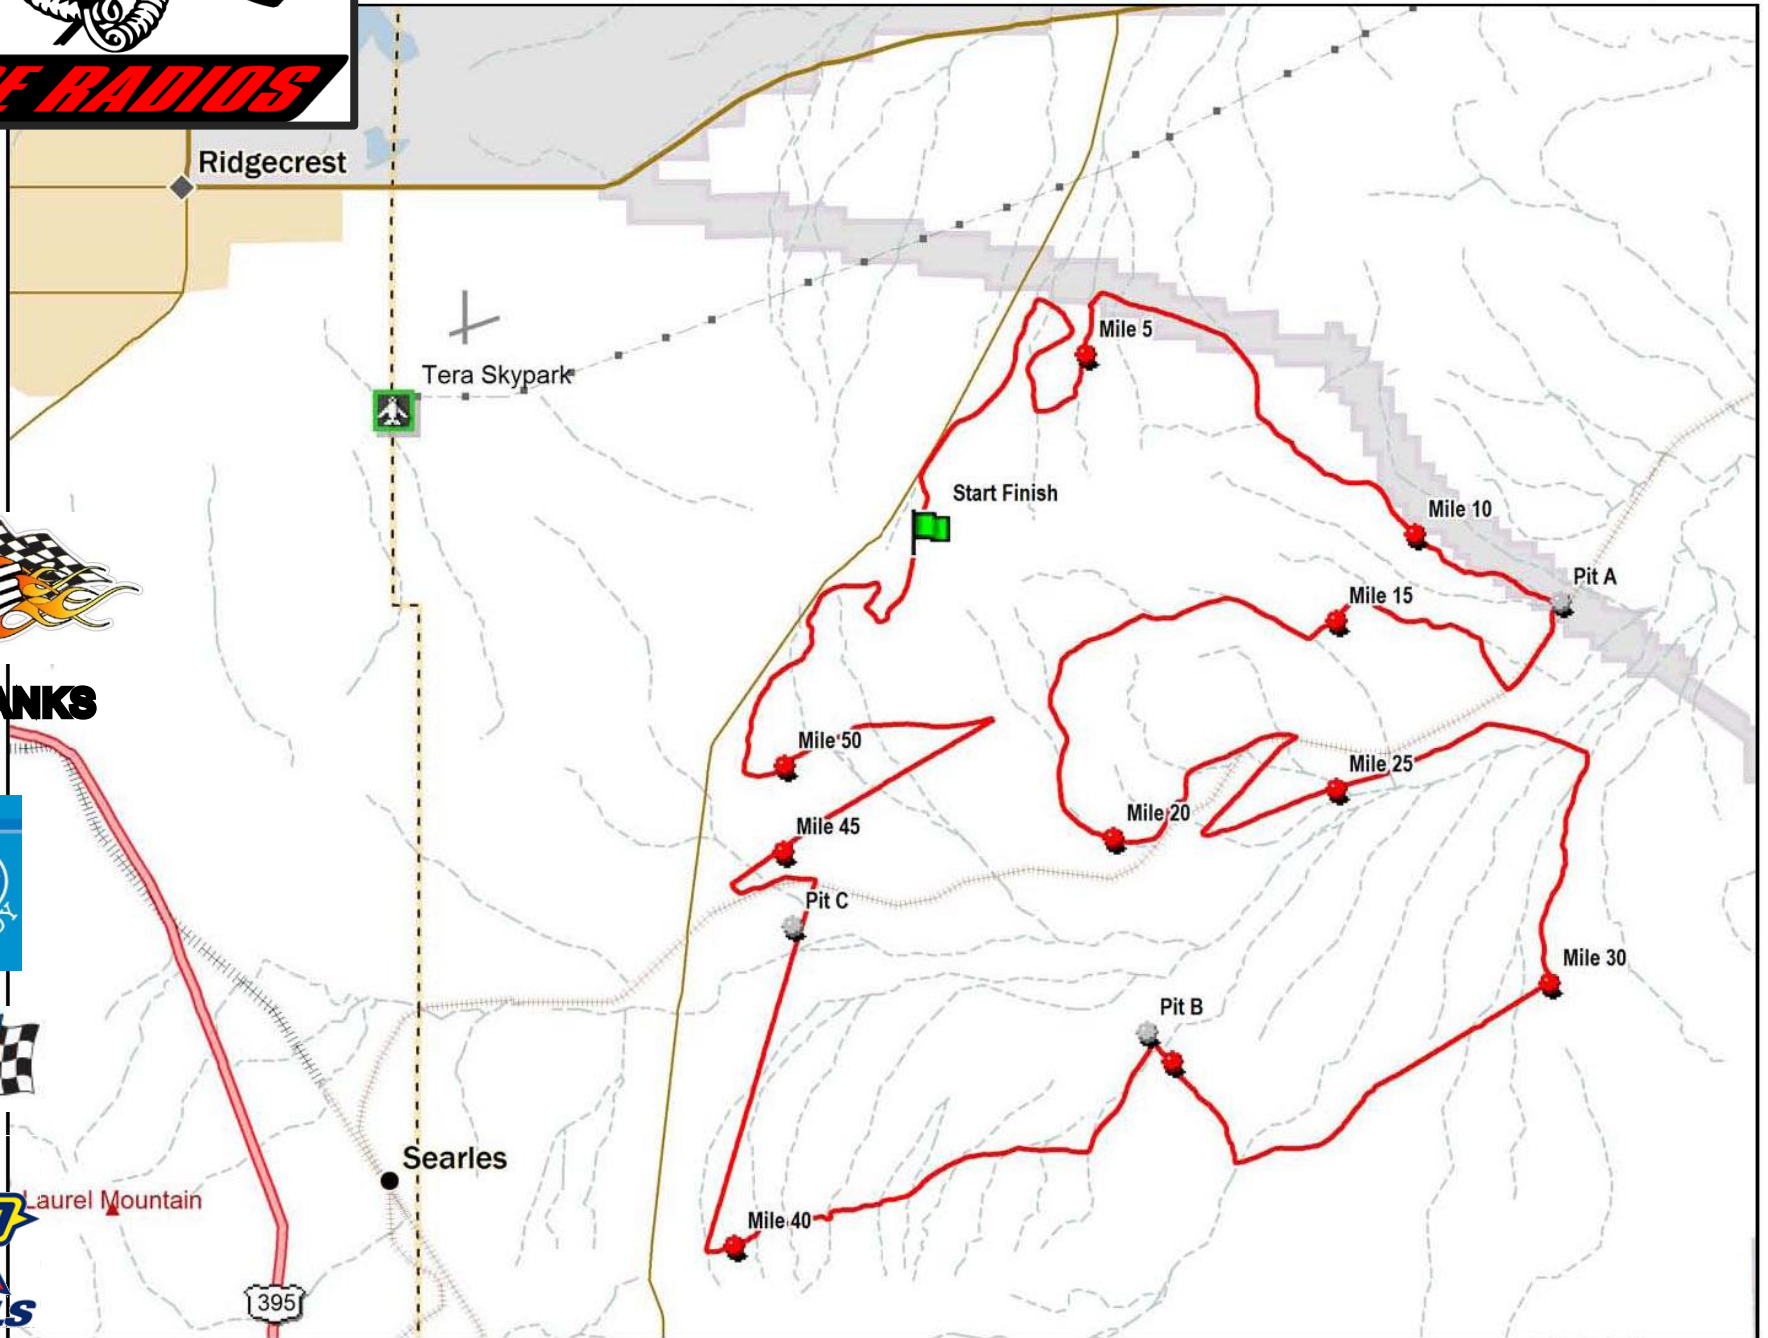 RADIOS
Ridgecrest
Mile 5
Tera Skypark
Start Finish
Mile 10
Pit A
Mile 15
ANKS
Mile 50
Mile 25
Mile 20
Mile 45
Pit C
Mile 30
Pit B
Searles
Laurel Mountain
Mile 40
395